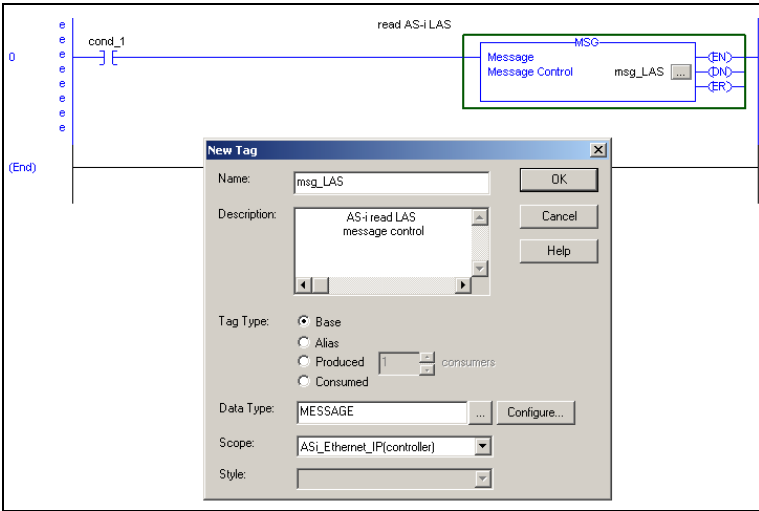 read AS-i LAS
e
e
e
e
e
e
e
e
0
cond_1
MSG
Message
Message Control msg_LAS ...
EN
DN
ER
(End)
New Tag
Name: msg_LAS
OK
Description: AS-i read LAS
message control
Cancel
Help
Tag Type: Base
Alias
Produced 1 consumers
Consumed
Data Type: MESSAGE ... Configure...
Scope: ASi_Ethernet_IP(controller)
Style: